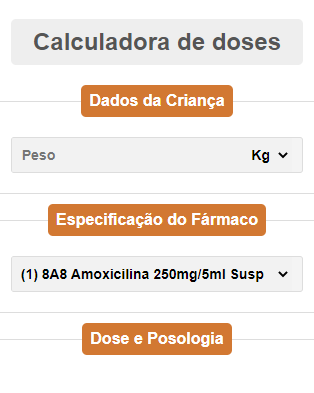 Calculadora de doses
Dados da Criança
Peso Kg
Especificação do Fármaco
(1) 8A8 Amoxicilina 250mg/5ml Susp
Dose e Posologia